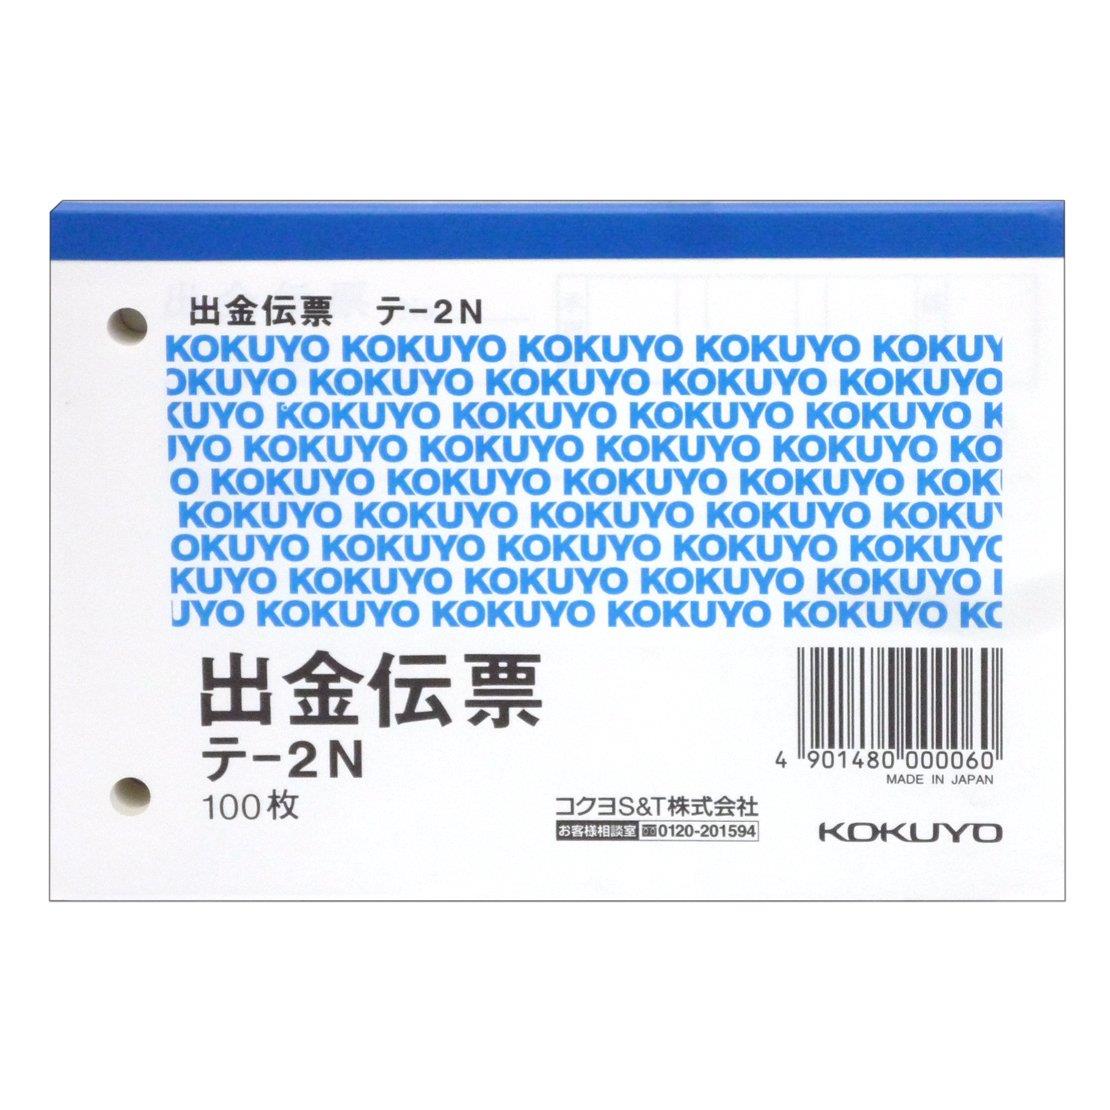 出金伝票 テ-2N
KOKUYO KOKUYO KOKUYO KOKUYO KOKUY
OKUYO KOKUYO KOKUYO KOKUYO KOKUYO
KUYO KOKUYO KOKUYO KOKUYO KOKUYO K
UYO KOKUYO KOKUYO KOKUYO KOKUYO KO
O KOKUYO KOKUYO KOKUYO KOKUYO KOK
KOKUYO KOKUYO KOKUYO KOKUYO KOKU
OKUYO KOKUYO KOKUYO KOKUYO KOKUYO
KUYO KOKUYO KOKUYO KOKUYO KOKUYO
UYO KOKUYO KOKUYO KOKUYO KOKUYO KO
出金伝票
テ-2N
100枚
4 901480 000060
MADE IN JAPAN
コクヨS&T株式会社
お客様相談室 0120-201594
KOKUYO